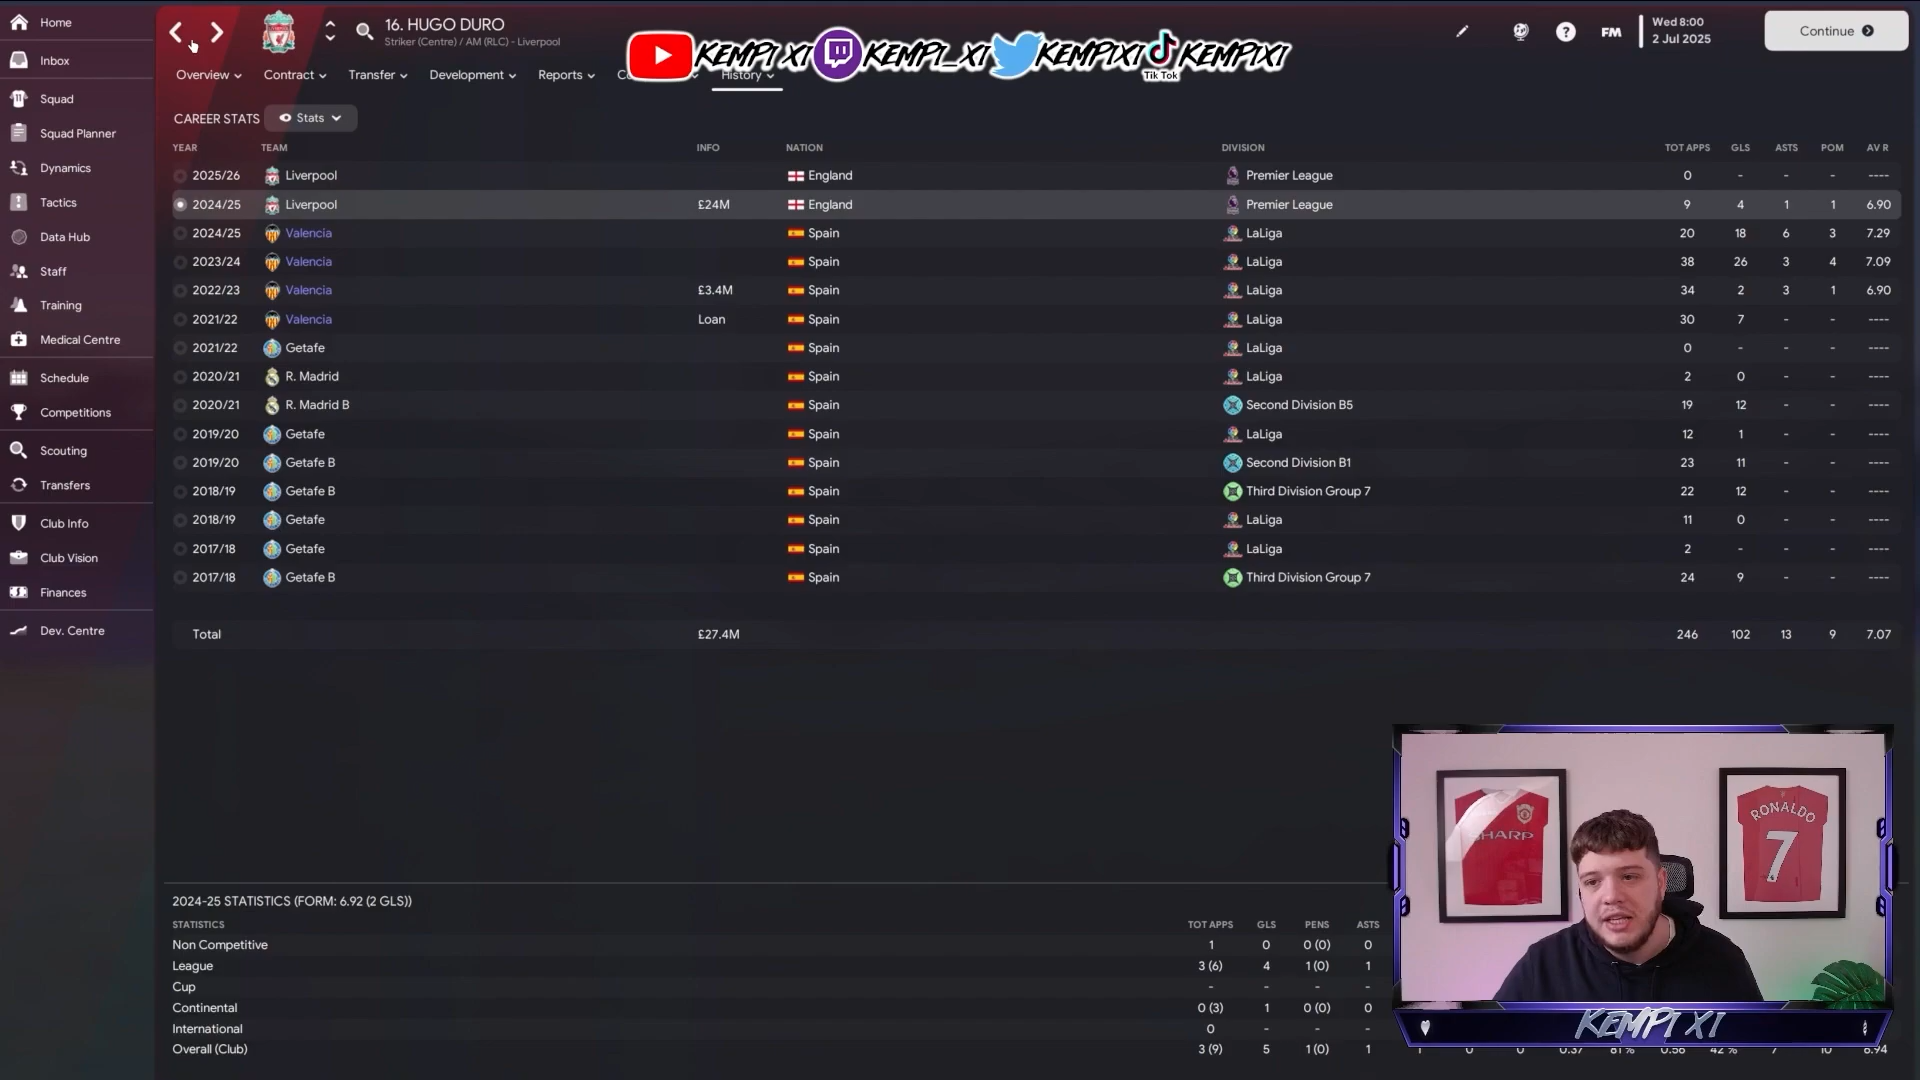 Home
Inbox
Squad
Squad Planner
Dynamics
Tactics
Data Hub
Staff
Training
Medical Centre
Schedule
Competitions
Scouting
Transfers
Club Info
Club Vision
Finances
Dev. Centre
16. HUGO DURO
Striker (Centre) / AM (RLC) - Liverpool
KEMPI XI KEMPI_XI KEMPIXI Tik Tok KEMPIXI
FM
Wed 8:00
2 Jul 2025
Continue
Overview Contract Transfer Development Reports History
CAREER STATS Stats
YEAR TEAM INFO NATION DIVISION TOT APPS GLS ASTS POM AV R
2025/26 Liverpool England Premier League 0 - - - ----
2024/25 Liverpool £24M England Premier League 9 4 1 1 6.90
2024/25 Valencia Spain LaLiga 20 18 6 3 7.29
2023/24 Valencia Spain LaLiga 38 26 3 4 7.09
2022/23 Valencia £3.4M Spain LaLiga 34 2 3 1 6.90
2021/22 Valencia Loan Spain LaLiga 30 7 - - ----
2021/22 Getafe Spain LaLiga 0 - - - ----
2020/21 R. Madrid Spain LaLiga 2 0 - - ----
2020/21 R. Madrid B Spain Second Division B5 19 12 - - ----
2019/20 Getafe Spain LaLiga 12 1 - - ----
2019/20 Getafe B Spain Second Division B1 23 11 - - ----
2018/19 Getafe B Spain Third Division Group 7 22 12 - - ----
2018/19 Getafe Spain LaLiga 11 0 - - ----
2017/18 Getafe Spain LaLiga 2 - - - ----
2017/18 Getafe B Spain Third Division Group 7 24 9 - - ----
Total £27.4M 246 102 13 9 7.07
2024-25 STATISTICS (FORM: 6.92 (2 GLS))
STATISTICS TOT APPS GLS PENS ASTS
Non Competitive 1 0 0 (0) 0
League 3 (6) 4 1 (0) 1
Cup - - - -
Continental 0 (3) 1 0 (0) 0
International 0 - - -
Overall (Club) 3 (9) 5 1 (0) 1
SHARP
RONALDO
7
KEMPI XI